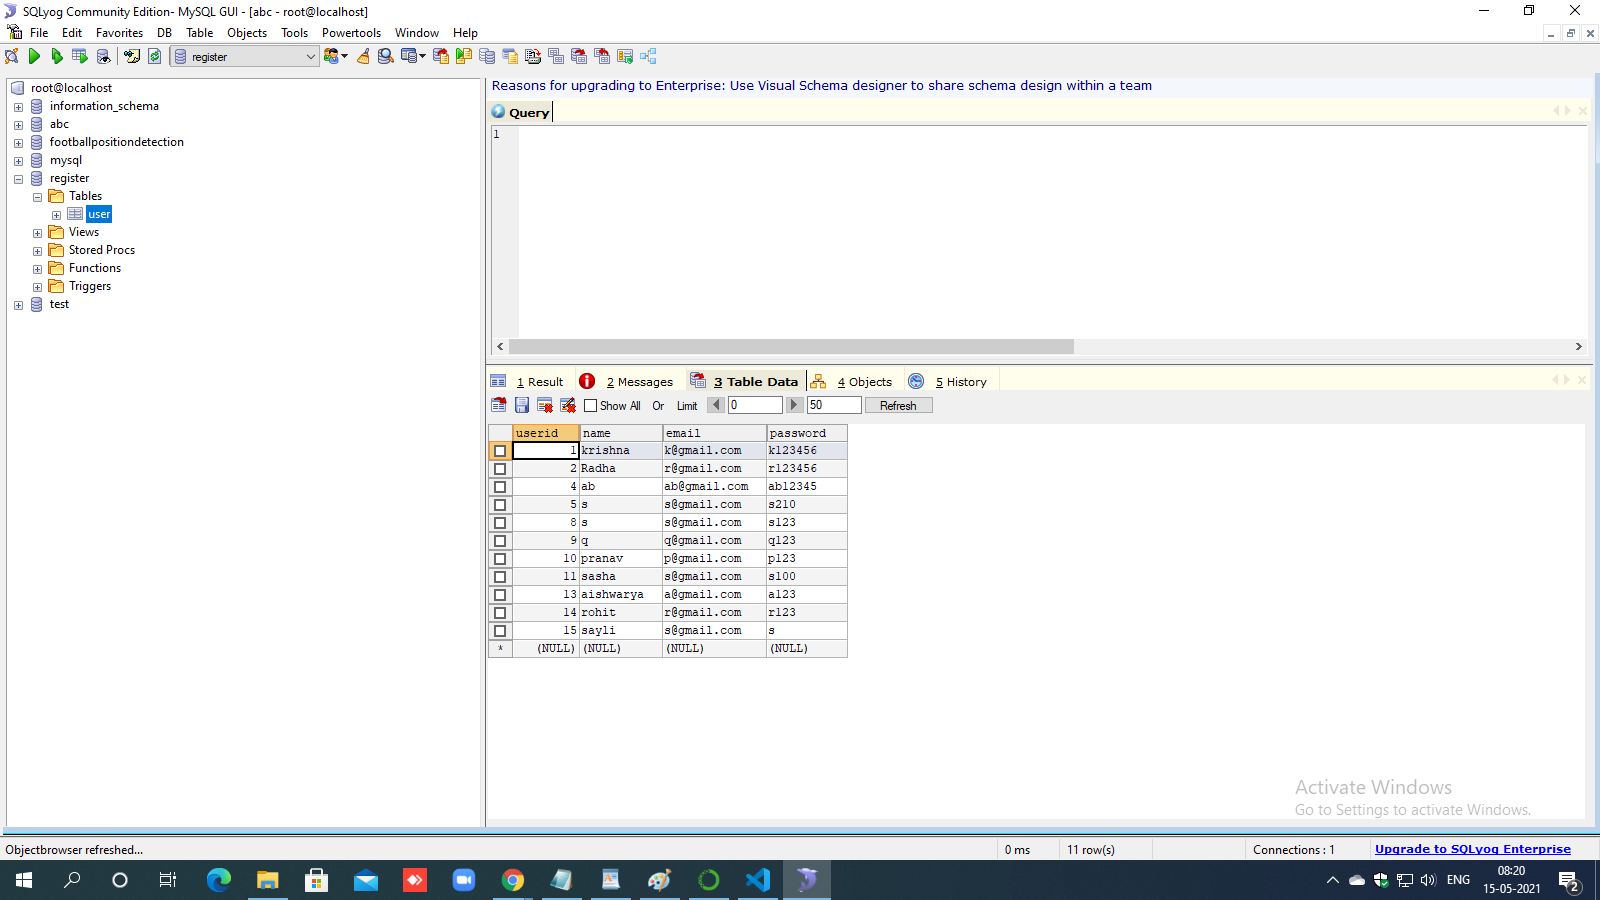 SQLyog Community Edition- MySQL GUI - [abc - root@localhost]
File Edit Favorites DB Table Objects Tools Powertools Window Help
register
root@localhost
information_schema
abc
footballpositiondetection
mysql
register
Tables
user
Views
Stored Procs
Functions
Triggers
test
Reasons for upgrading to Enterprise: Use Visual Schema designer to share schema design within a team
Query
1
1 Result 2 Messages 3 Table Data 4 Objects 5 History
Show All Or Limit 0 50 Refresh
userid name email password
1 krishna k@gmail.com k123456
2 Radha r@gmail.com r123456
4 ab ab@gmail.com ab12345
5 s s@gmail.com s210
8 s s@gmail.com s123
9 q q@gmail.com q123
10 pranav p@gmail.com p123
11 sasha s@gmail.com s100
13 aishwarya a@gmail.com a123
14 rohit r@gmail.com r123
15 sayli s@gmail.com s
* (NULL) (NULL) (NULL) (NULL)
Activate Windows
Go to Settings to activate Windows.
Objectbrowser refreshed... 0 ms 11 row(s) Connections : 1 Upgrade to SQLyog Enterprise
ENG 08:20
15-05-2021 2